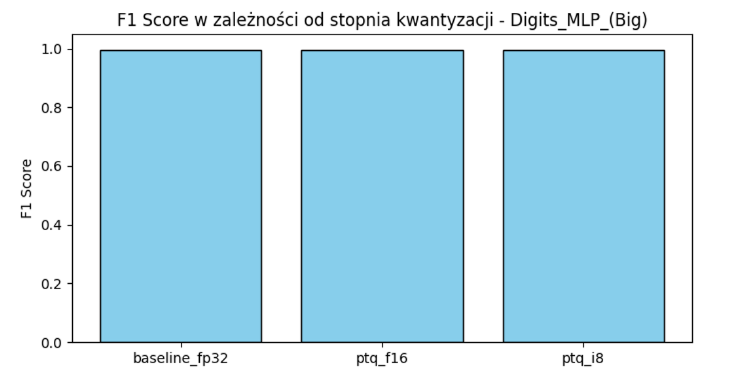 F1 Score w zależności od stopnia kwantyzacji - Digits_MLP_(Big)
F1 Score
1.0
0.8
0.6
0.4
0.2
0.0
baseline_fp32 ptq_f16 ptq_i8